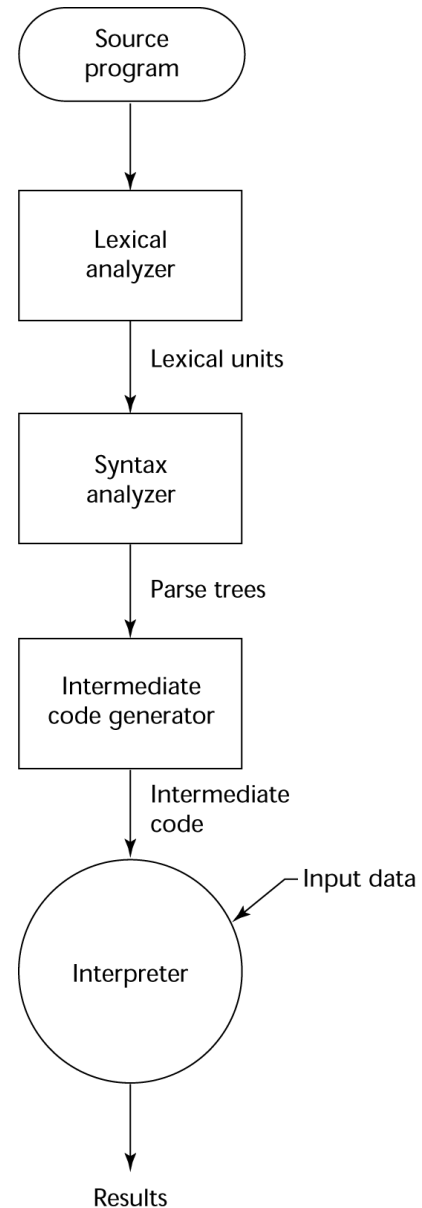 Source
program
Lexical
analyzer
Lexical units
Syntax
analyzer
Parse trees
Intermediate
code generator
Intermediate
code
Input data
Interpreter
Results